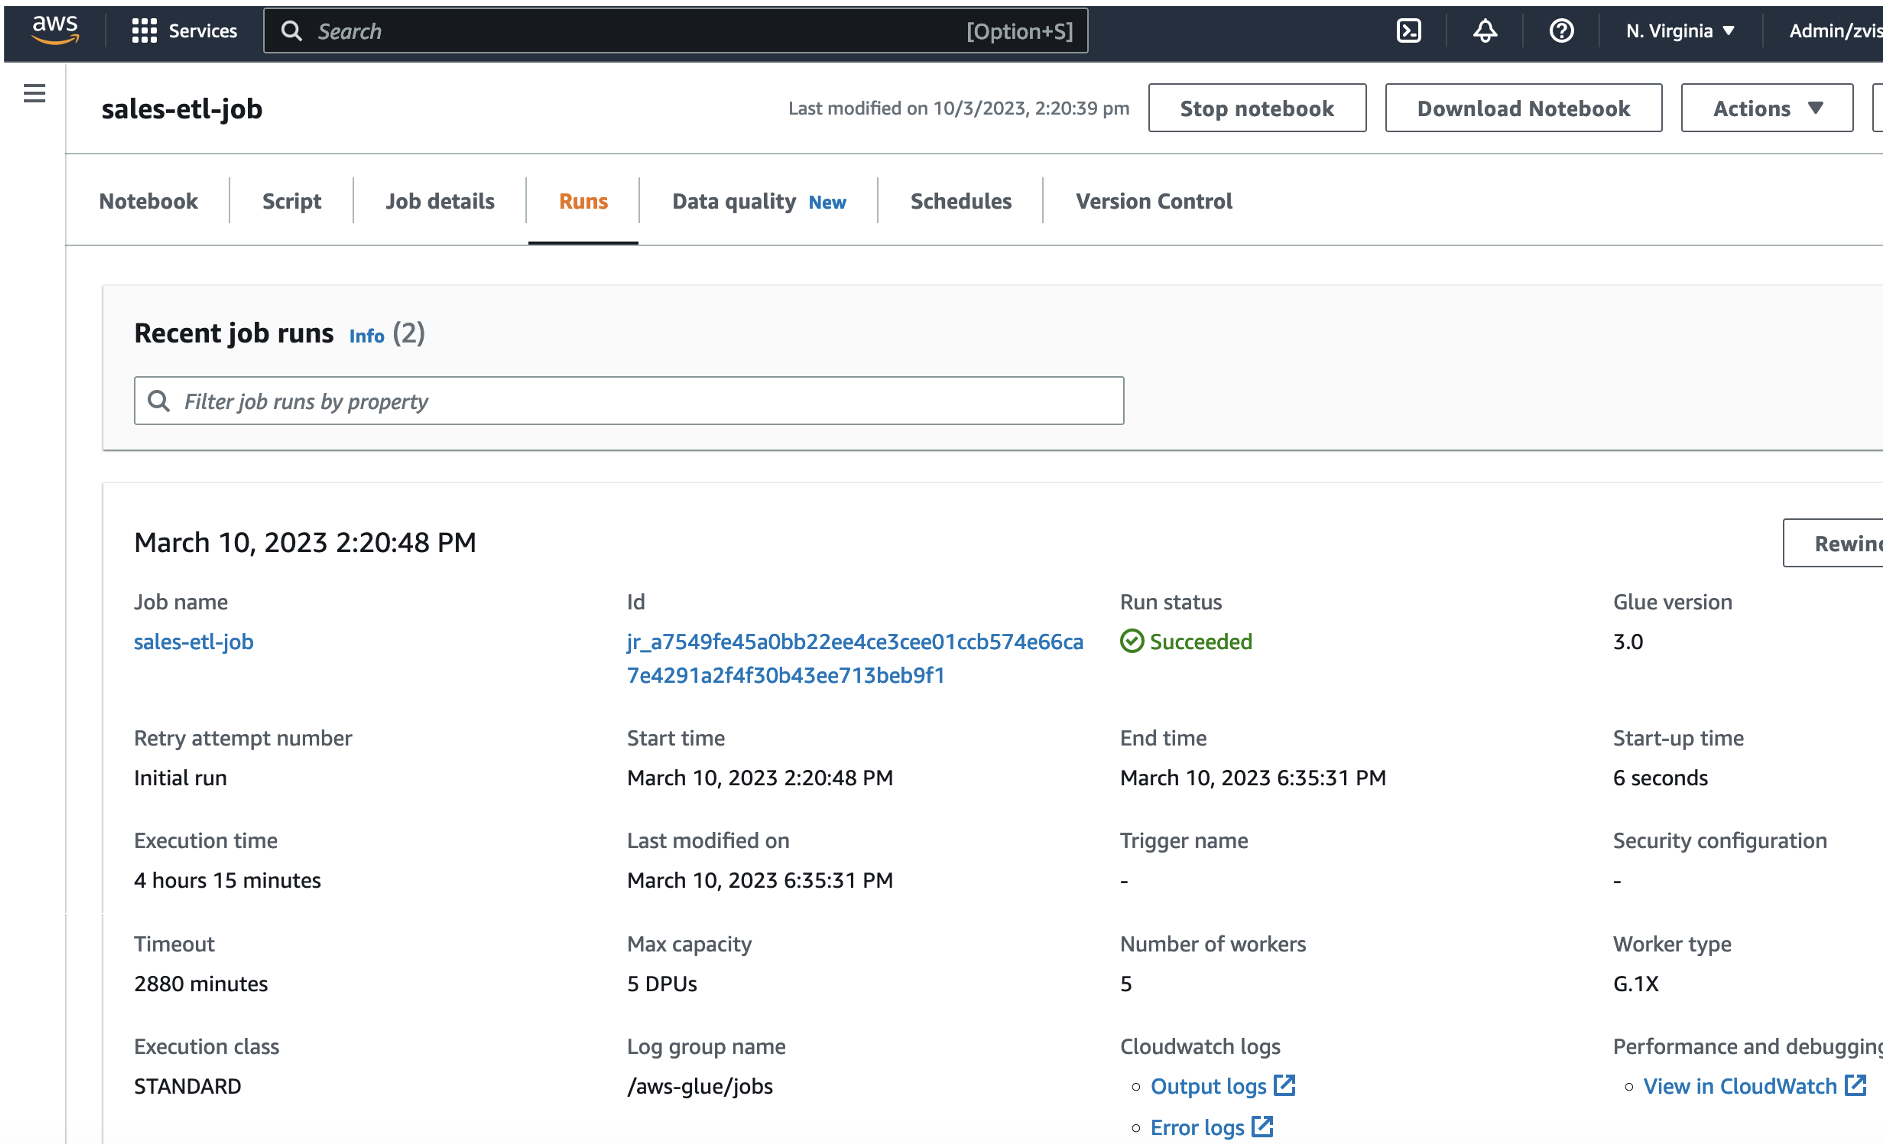 aws
Services
Search [Option+S]
N. Virginia
Admin/zvis
sales-etl-job
Last modified on 10/3/2023, 2:20:39 pm
Stop notebook
Download Notebook
Actions
Notebook
Script
Job details
Runs
Data quality New
Schedules
Version Control
Recent job runs Info (2)
Filter job runs by property
March 10, 2023 2:20:48 PM
Rewind
Job name
sales-etl-job
Id
jr_a7549fe45a0bb22ee4ce3cee01ccb574e66ca
7e4291a2f4f30b43ee713beb9f1
Run status
Succeeded
Glue version
3.0
Retry attempt number
Initial run
Start time
March 10, 2023 2:20:48 PM
End time
March 10, 2023 6:35:31 PM
Start-up time
6 seconds
Execution time
4 hours 15 minutes
Last modified on
March 10, 2023 6:35:31 PM
Trigger name
-
Security configuration
-
Timeout
2880 minutes
Max capacity
5 DPUs
Number of workers
5
Worker type
G.1X
Execution class
STANDARD
Log group name
/aws-glue/jobs
Cloudwatch logs
Output logs
Error logs
Performance and debugging
View in CloudWatch